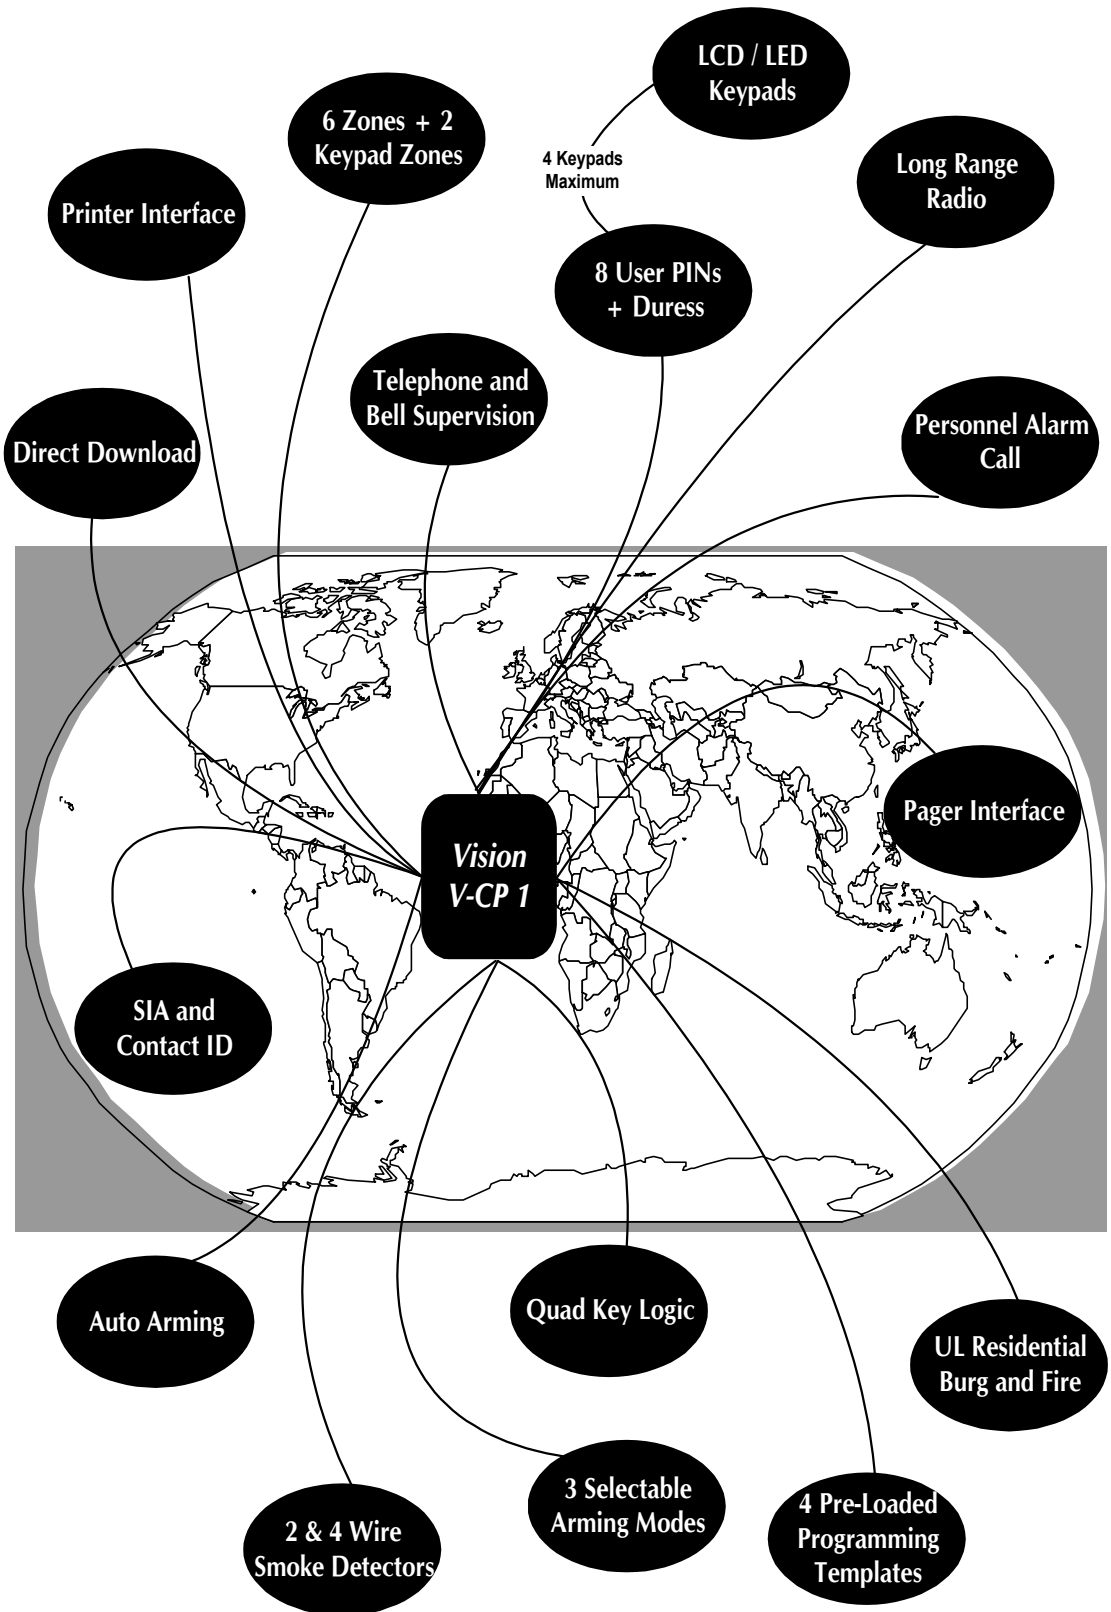 LCD / LED
Keypads
6 Zones + 2
Keypad Zones
4 Keypads
Maximum
Long Range
Radio
Printer Interface
8 User PINs
+ Duress
Telephone and
Bell Supervision
Personnel Alarm
Call
Direct Download
Pager Interface
Vision
V-CP 1
SIA and
Contact ID
Auto Arming
Quad Key Logic
UL Residential
Burg and Fire
3 Selectable
Arming Modes
4 Pre-Loaded
Programming
Templates
2 & 4 Wire
Smoke Detectors